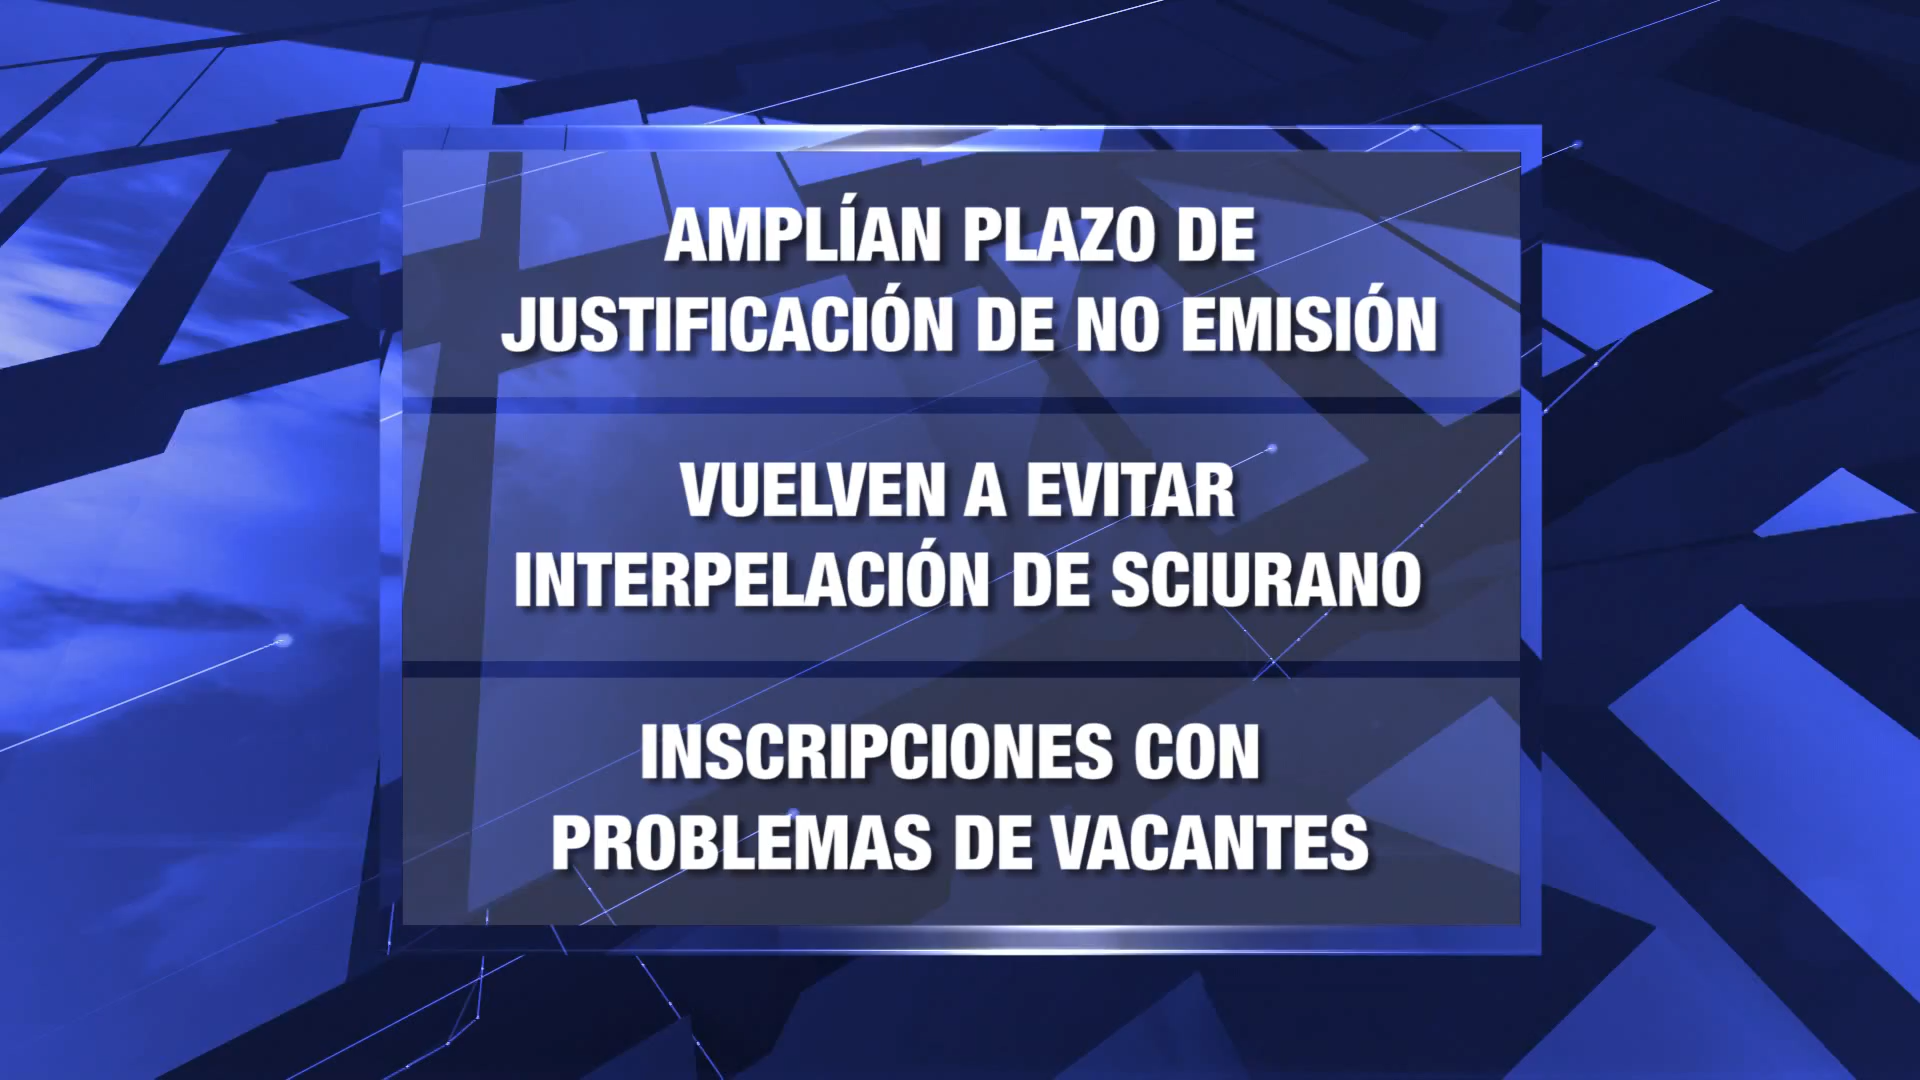 AMPLÍAN PLAZO DE
JUSTIFICACIÓN DE NO EMISIÓN
VUELVEN A EVITAR
INTERPELACIÓN DE SCIURANO
INSCRIPCIONES CON
PROBLEMAS DE VACANTES